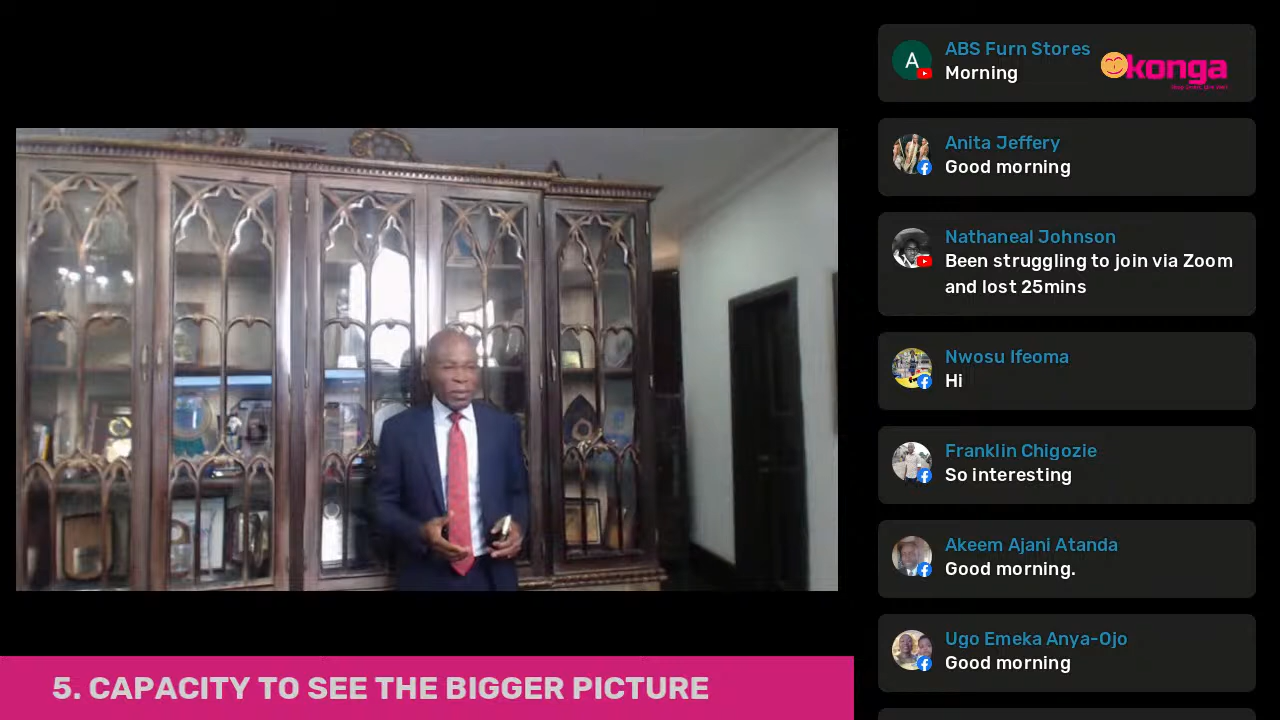 ABS Furn Stores
Morning
konga
Anita Jeffery
Good morning
Nathaneal Johnson
Been struggling to join via Zoom
and lost 25mins
Nwosu Ifeoma
Hi
Franklin Chigozie
So interesting
Akeem Ajani Atanda
Good morning.
Ugo Emeka Anya-Ojo
Good morning
5. CAPACITY TO SEE THE BIGGER PICTURE